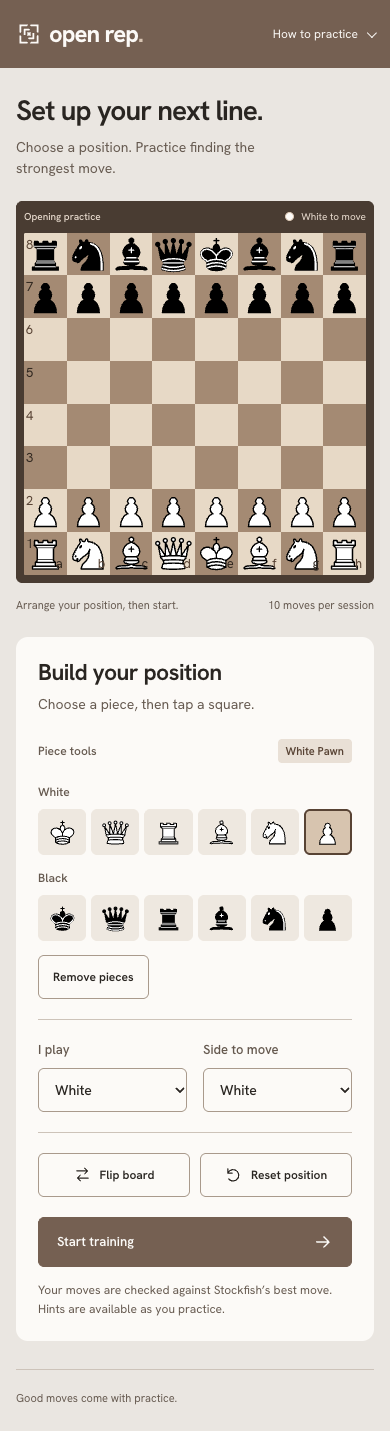 open rep.
How to practice
Set up your next line.
Choose a position. Practice finding the
strongest move.
Opening practice
White to move
8
7
6
5
4
3
2
1
a b c d e f g h
Arrange your position, then start.
10 moves per session
Build your position
Choose a piece, then tap a square.
Piece tools
White Pawn
White
Black
Remove pieces
I play
Side to move
White
White
Flip board
Reset position
Start training
Your moves are checked against Stockfish’s best move.
Hints are available as you practice.
Good moves come with practice.